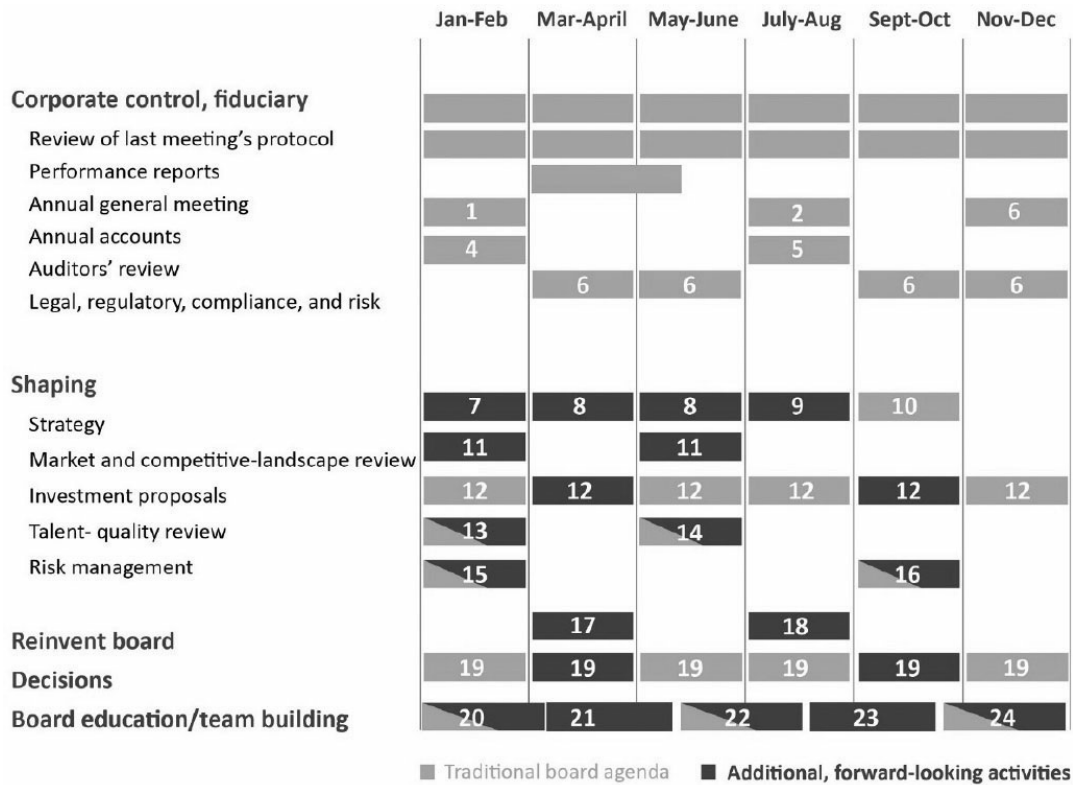 Jan-Feb Mar-April May-June July-Aug Sept-Oct Nov-Dec
Corporate control, fiduciary
Review of last meeting's protocol
Performance reports
Annual general meeting 1 2 6
Annual accounts 4 5
Auditors' review
Legal, regulatory, compliance, and risk 6 6 6 6
Shaping
Strategy 7 8 8 9 10
Market and competitive-landscape review 11 11
Investment proposals 12 12 12 12 12 12
Talent- quality review 13 14
Risk management 15 16
Reinvent board 17 18
Decisions 19 19 19 19 19 19
Board education/team building 20 21 22 23 24
Traditional board agenda Additional, forward-looking activities